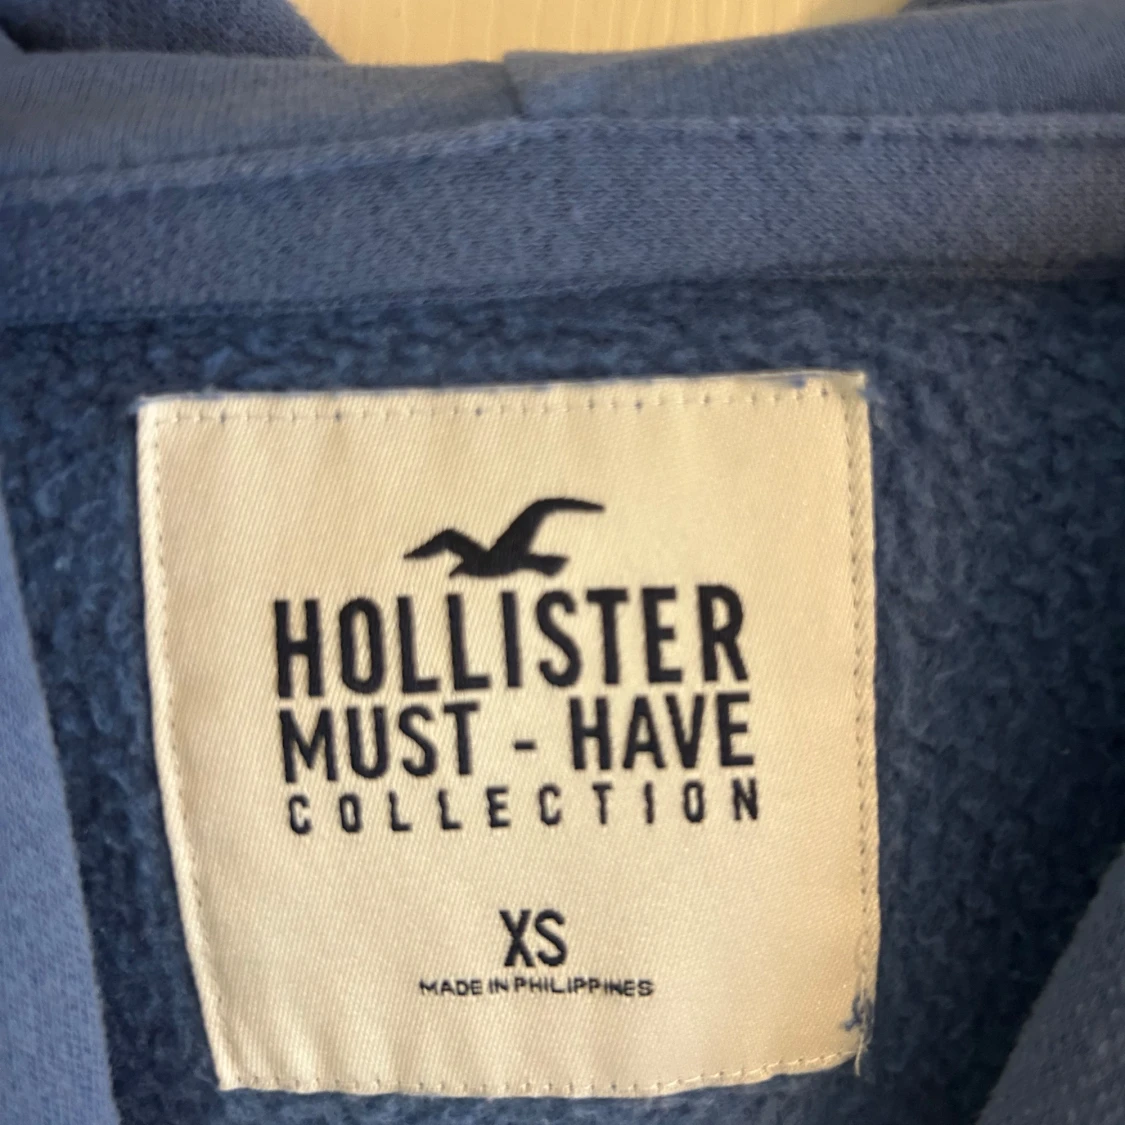 HOLLISTER
MUST - HAVE
COLLECTION
XS
MADE IN PHILIPPINES